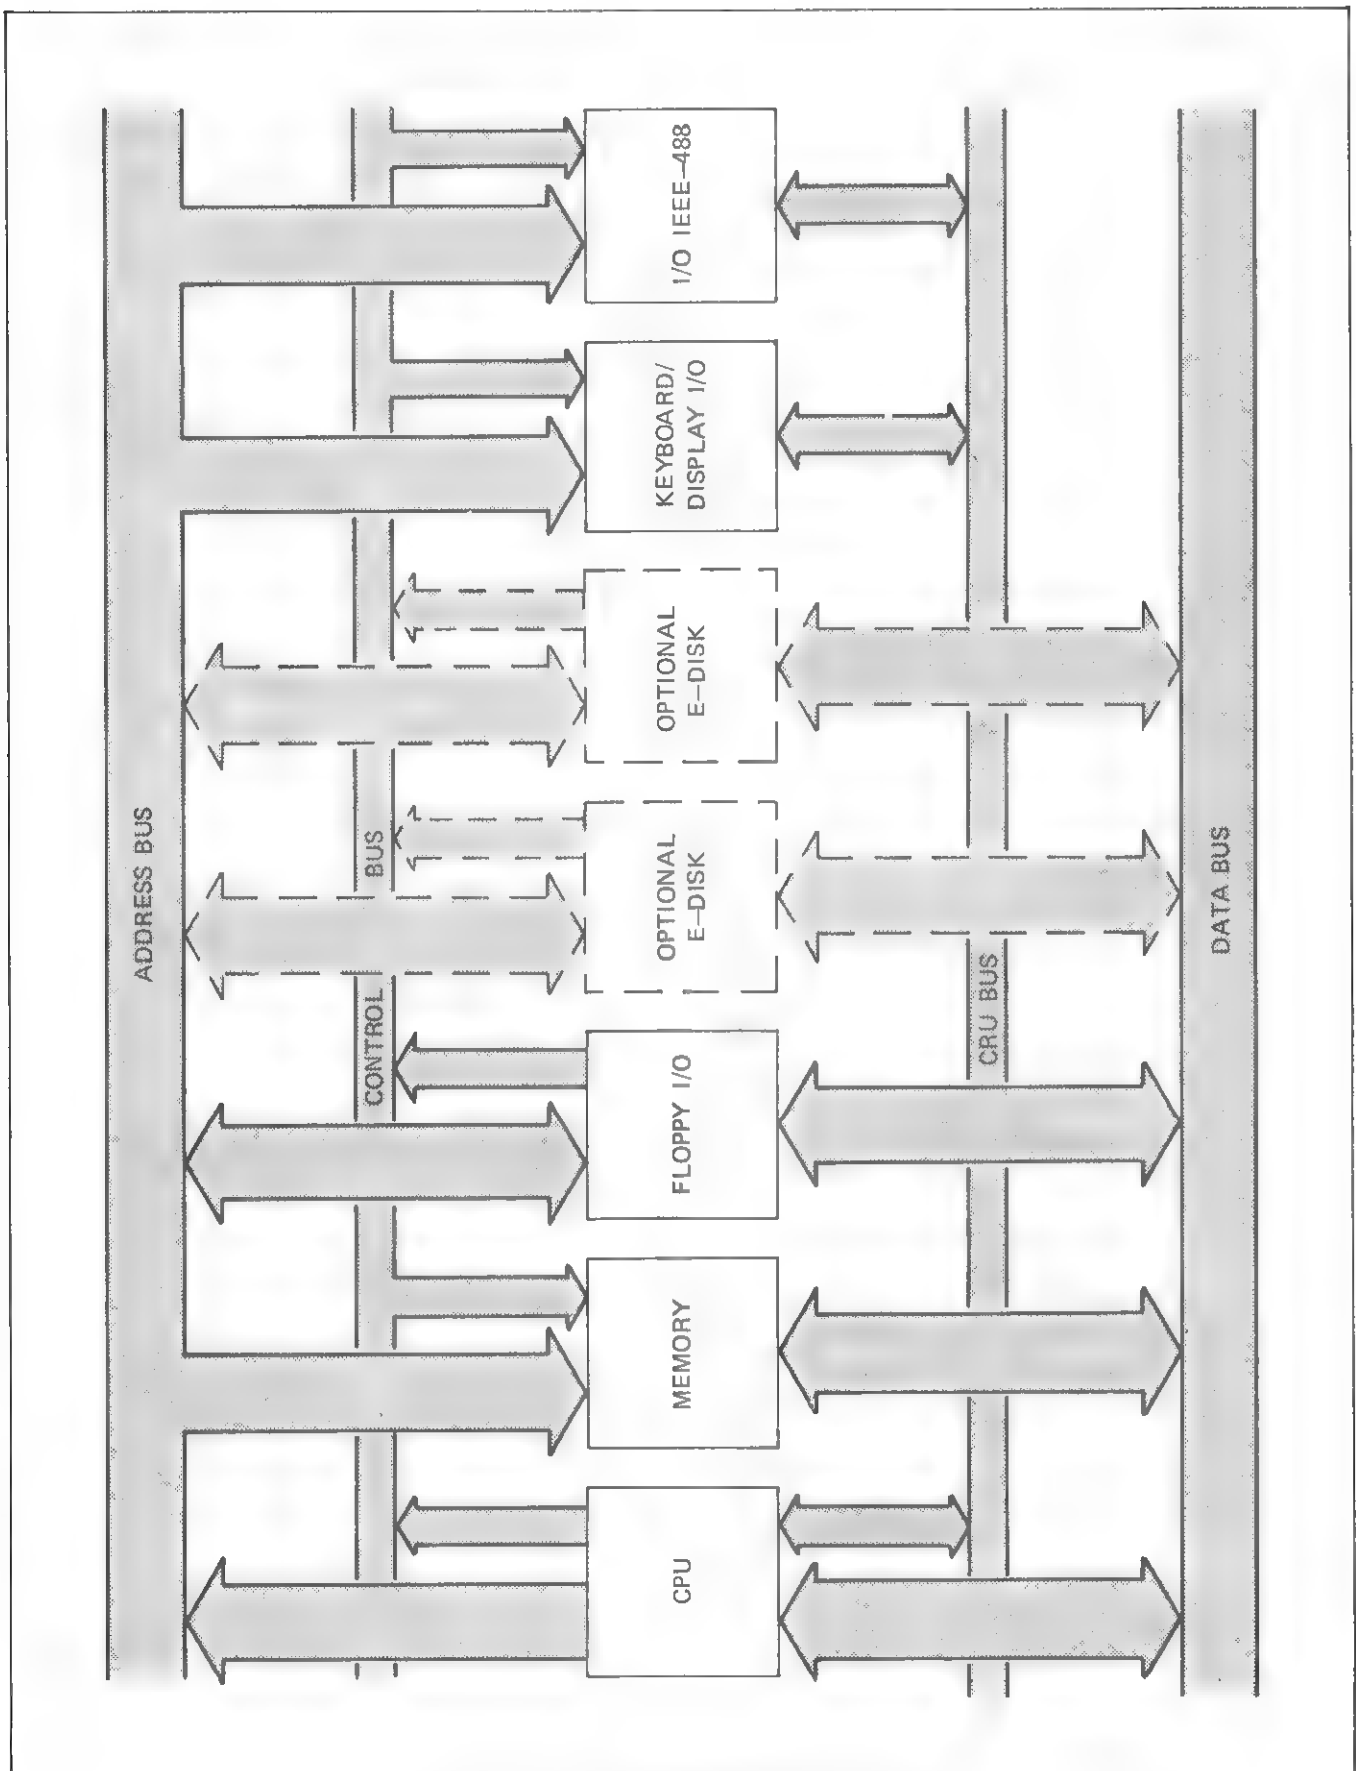 ADDRESS BUS
CONTROL BUS
CPU
MEMORY
FLOPPY I/O
OPTIONAL
E-DISK
OPTIONAL
E-DISK
KEYBOARD/
DISPLAY I/O
I/O IEEE-488
CRU BUS
DATA BUS